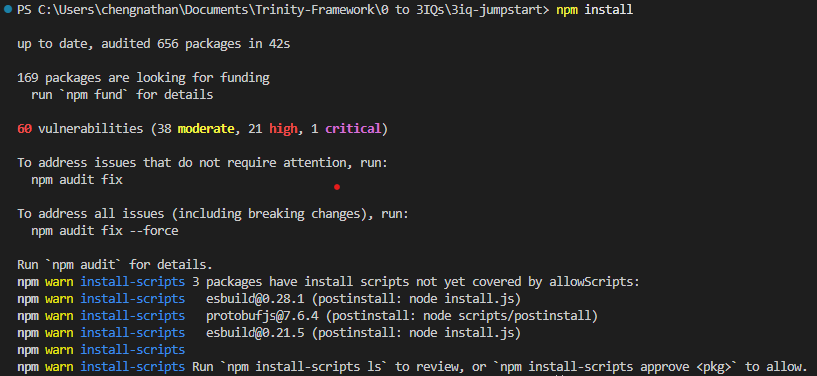 PS C:\Users\chengnathan\Documents\Trinity-Framework\0 to 3IQs\3iq-jumpstart> npm install
up to date, audited 656 packages in 42s
169 packages are looking for funding
  run `npm fund` for details
60 vulnerabilities (38 moderate, 21 high, 1 critical)
To address issues that do not require attention, run:
  npm audit fix
To address all issues (including breaking changes), run:
  npm audit fix --force
Run `npm audit` for details.
npm warn install-scripts 3 packages have install scripts not yet covered by allowScripts:
npm warn install-scripts   esbuild@0.28.1 (postinstall: node install.js)
npm warn install-scripts   protobufjs@7.6.4 (postinstall: node scripts/postinstall)
npm warn install-scripts   esbuild@0.21.5 (postinstall: node install.js)
npm warn install-scripts
npm warn install-scripts Run `npm install-scripts ls` to review, or `npm install-scripts approve <pkg>` to allow.